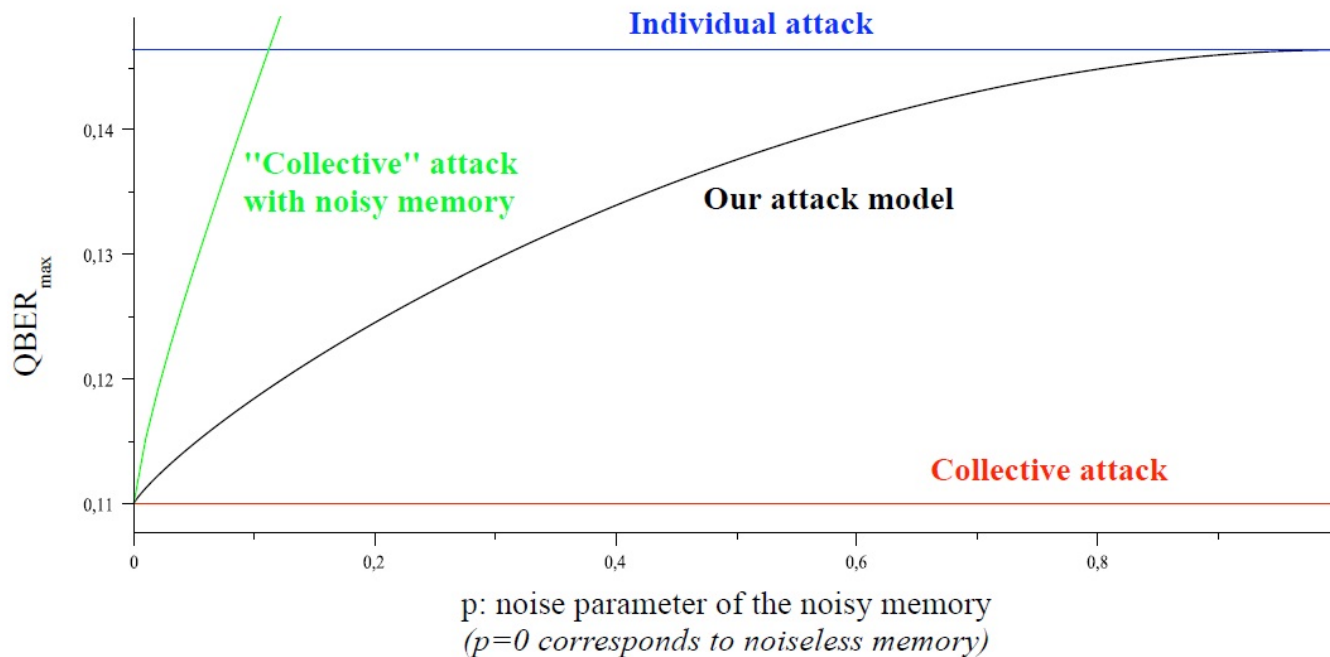 Individual attack
0,14
"Collective" attack
with noisy memory
Our attack model
0,13
QBER_max
0,12
Collective attack
0,11
0 0,2 0,4 0,6 0,8
p: noise parameter of the noisy memory
(p=0 corresponds to noiseless memory)